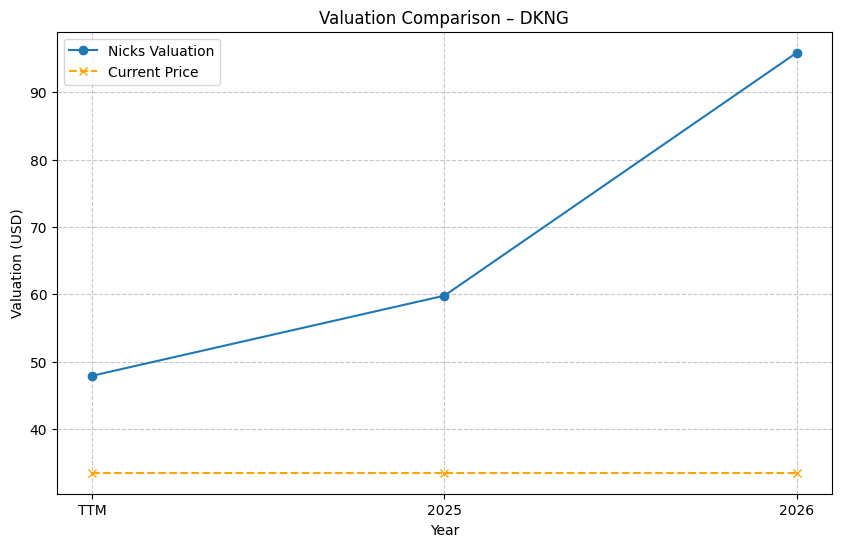 Valuation Comparison – DKNG
Nicks Valuation
Current Price
Valuation (USD)
90
80
70
60
50
40
TTM
2025
2026
Year